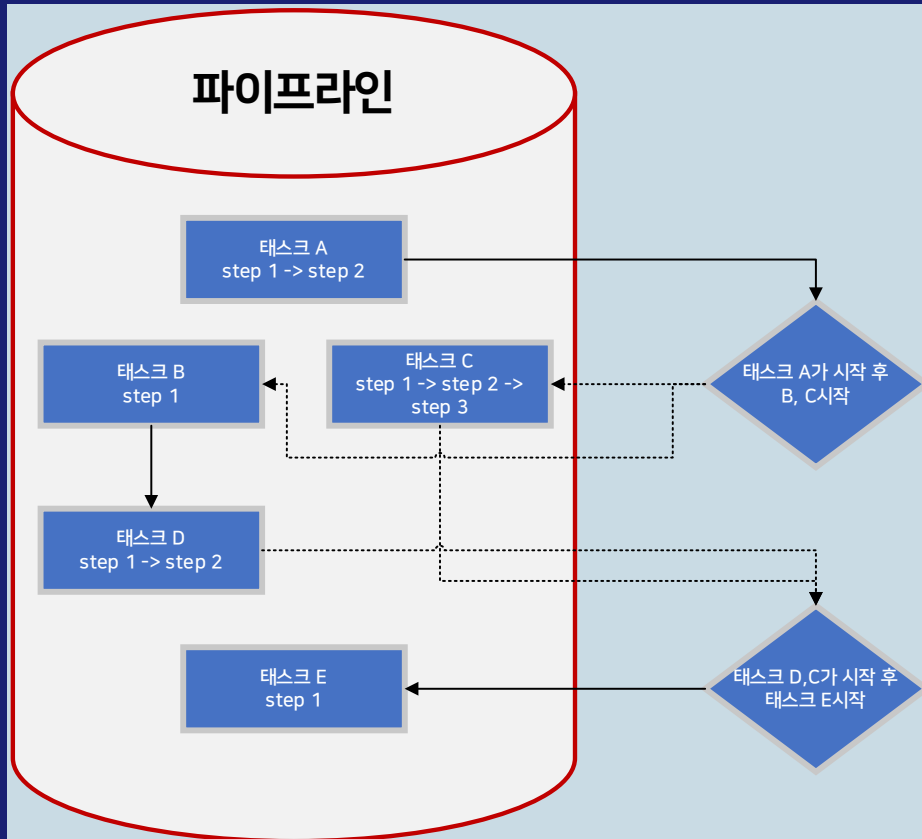 파이프라인
태스크 A
step 1 -> step 2
태스크 B
step 1
태스크 C
step 1 -> step 2 ->
step 3
태스크 A가 시작 후
B, C시작
태스크 D
step 1 -> step 2
태스크 E
step 1
태스크 D,C가 시작 후
태스크 E시작